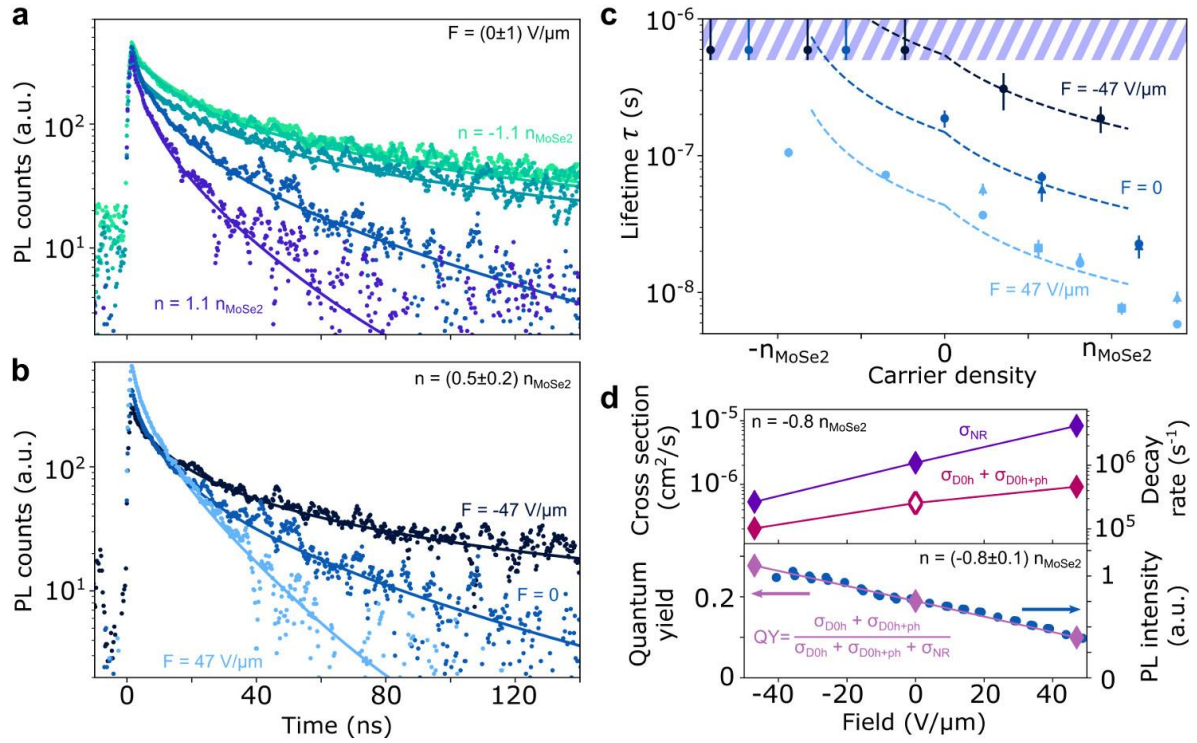 a
F = (0±1) V/µm
10²
10¹
PL counts (a.u.)
n = -1.1 n_MoSe2
n = 1.1 n_MoSe2
b
n = (0.5±0.2) n_MoSe2
10²
10¹
PL counts (a.u.)
F = -47 V/µm
F = 0
F = 47 V/µm
0 40 80 120
Time (ns)
c
10⁻⁶
10⁻⁷
10⁻⁸
Lifetime τ (s)
F = -47 V/µm
F = 0
F = 47 V/µm
-n_MoSe2 0 n_MoSe2
Carrier density
d
10⁻⁵
10⁻⁶
Cross section
(cm²/s)
n = -0.8 n_MoSe2
σ_NR
σ_D0h + σ_D0h+ph
10⁶
10⁵
Decay
rate (s⁻¹)
n = (-0.8±0.1) n_MoSe2
0.2
0
Quantum
yield
QY= σ_D0h + σ_D0h+ph
σ_D0h + σ_D0h+ph + σ_NR
1
0
PL intensity
(a.u.)
-40 -20 0 20 40
Field (V/µm)